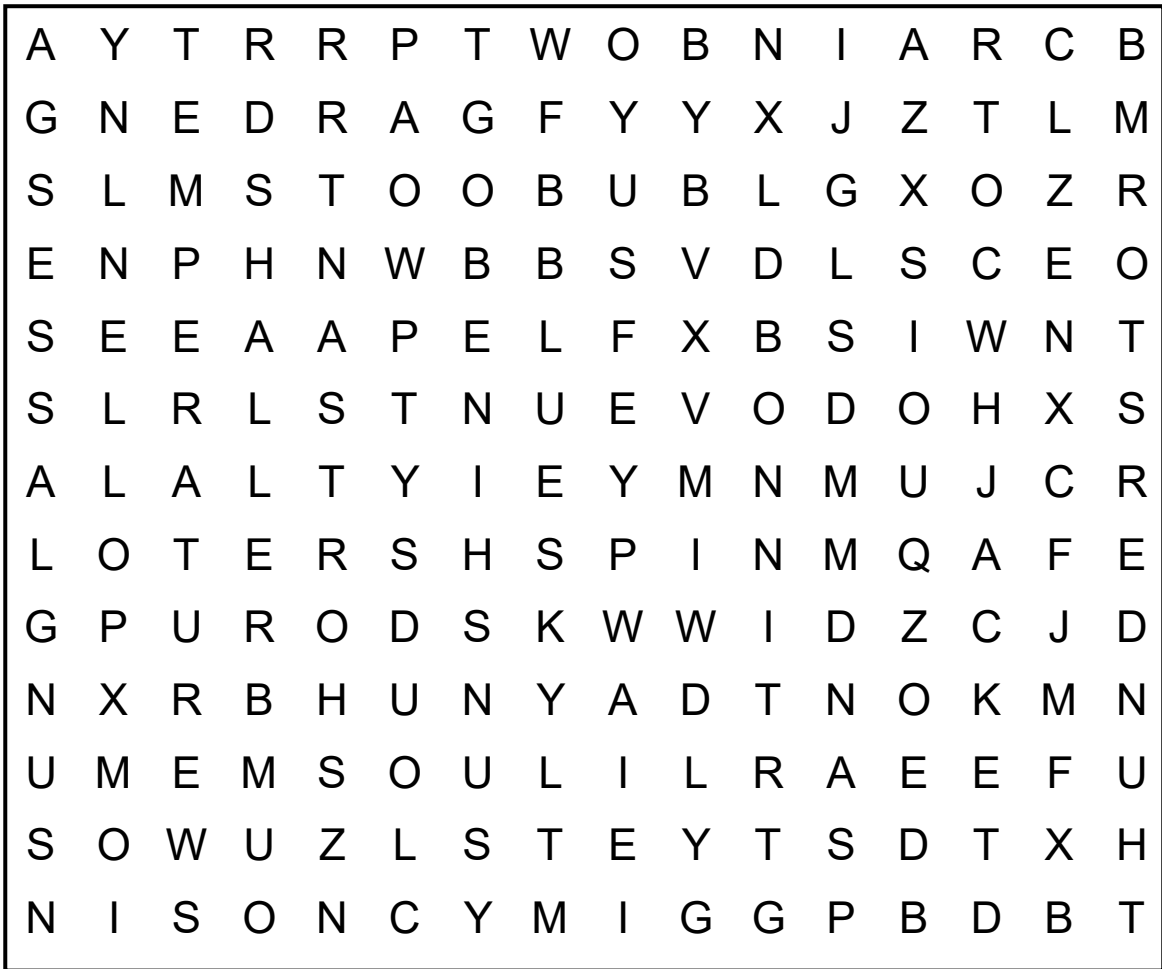 A Y T R R P T W O B N I A R C B
G N E D R A G F Y Y X J Z T L M
S L M S T O O B U B L G X O Z R
E N P H N W B B S V D L S C E O
S E E A A P E L F X B S I W N T
S L R L S T N U E V O D O H X S
A L A L T Y I E Y M N M U J C R
L O T E R S H S P I N M Q A F E
G P U R O D S K W W I D Z C J D
N X R B H U N Y A D T N O K M N
U M E M S O U L I L R A E E F U
S O W U Z L S T E Y T S D T X H
N I S O N C Y M I G G P B D B T